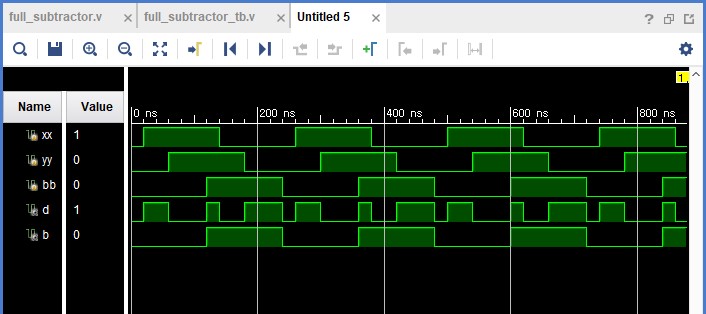 full_subtractor.v × full_subtractor_tb.v × Untitled 5 ×
?
1
Name Value 0 ns 200 ns 400 ns 600 ns 800 ns
xx 1
yy 0
bb 0
d 1
b 0